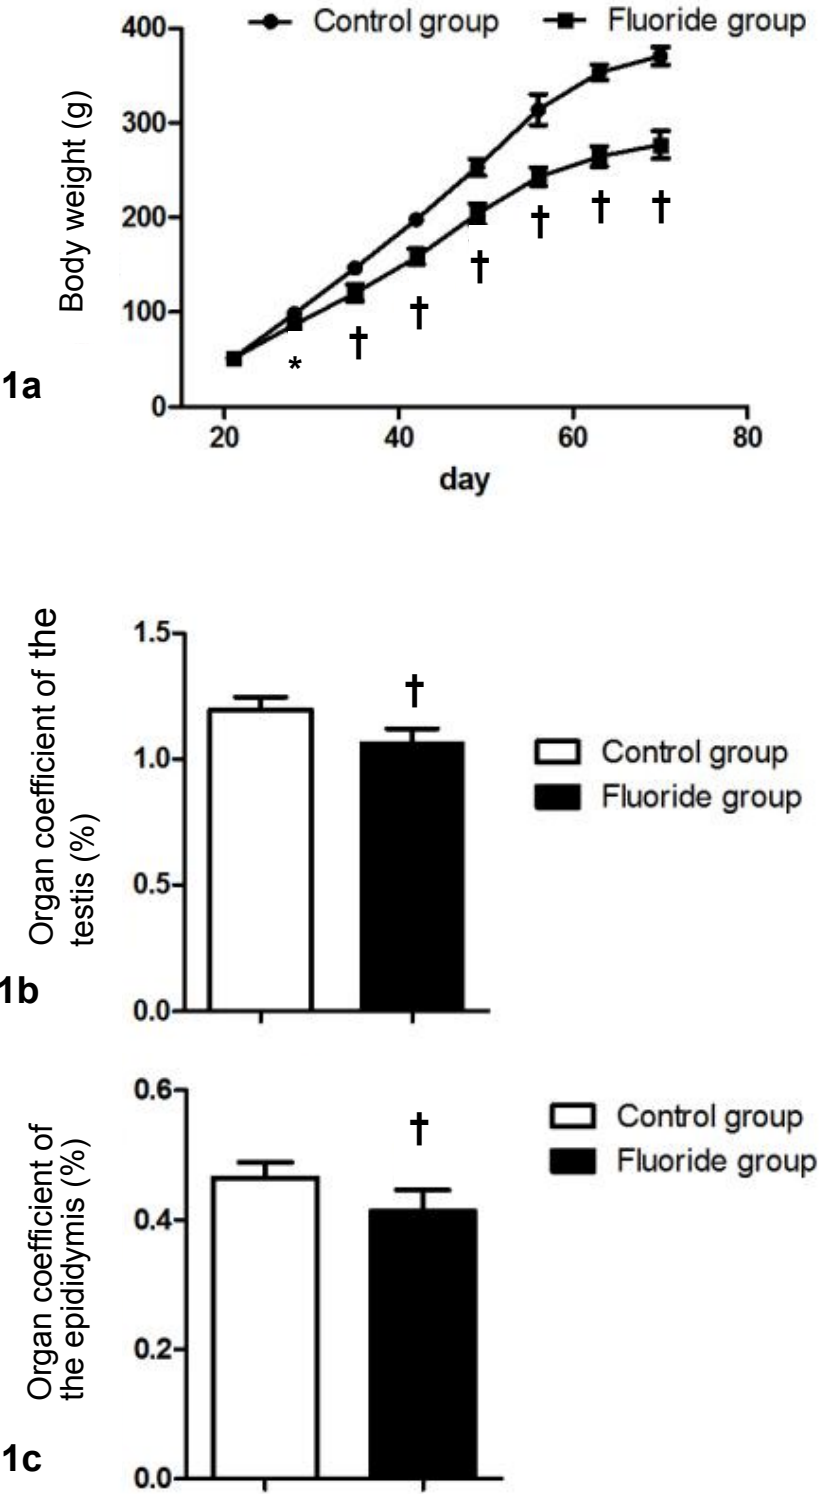 Control group Fluoride group
400
300
200
100
0
Body weight (g)
* † † † † † †
20 40 60 80
day
1a
1.5
1.0
0.5
0.0
Organ coefficient of the
testis (%)
†
Control group
Fluoride group
1b
0.6
0.4
0.2
0.0
Organ coefficient of
the epididymis (%)
†
Control group
Fluoride group
1c